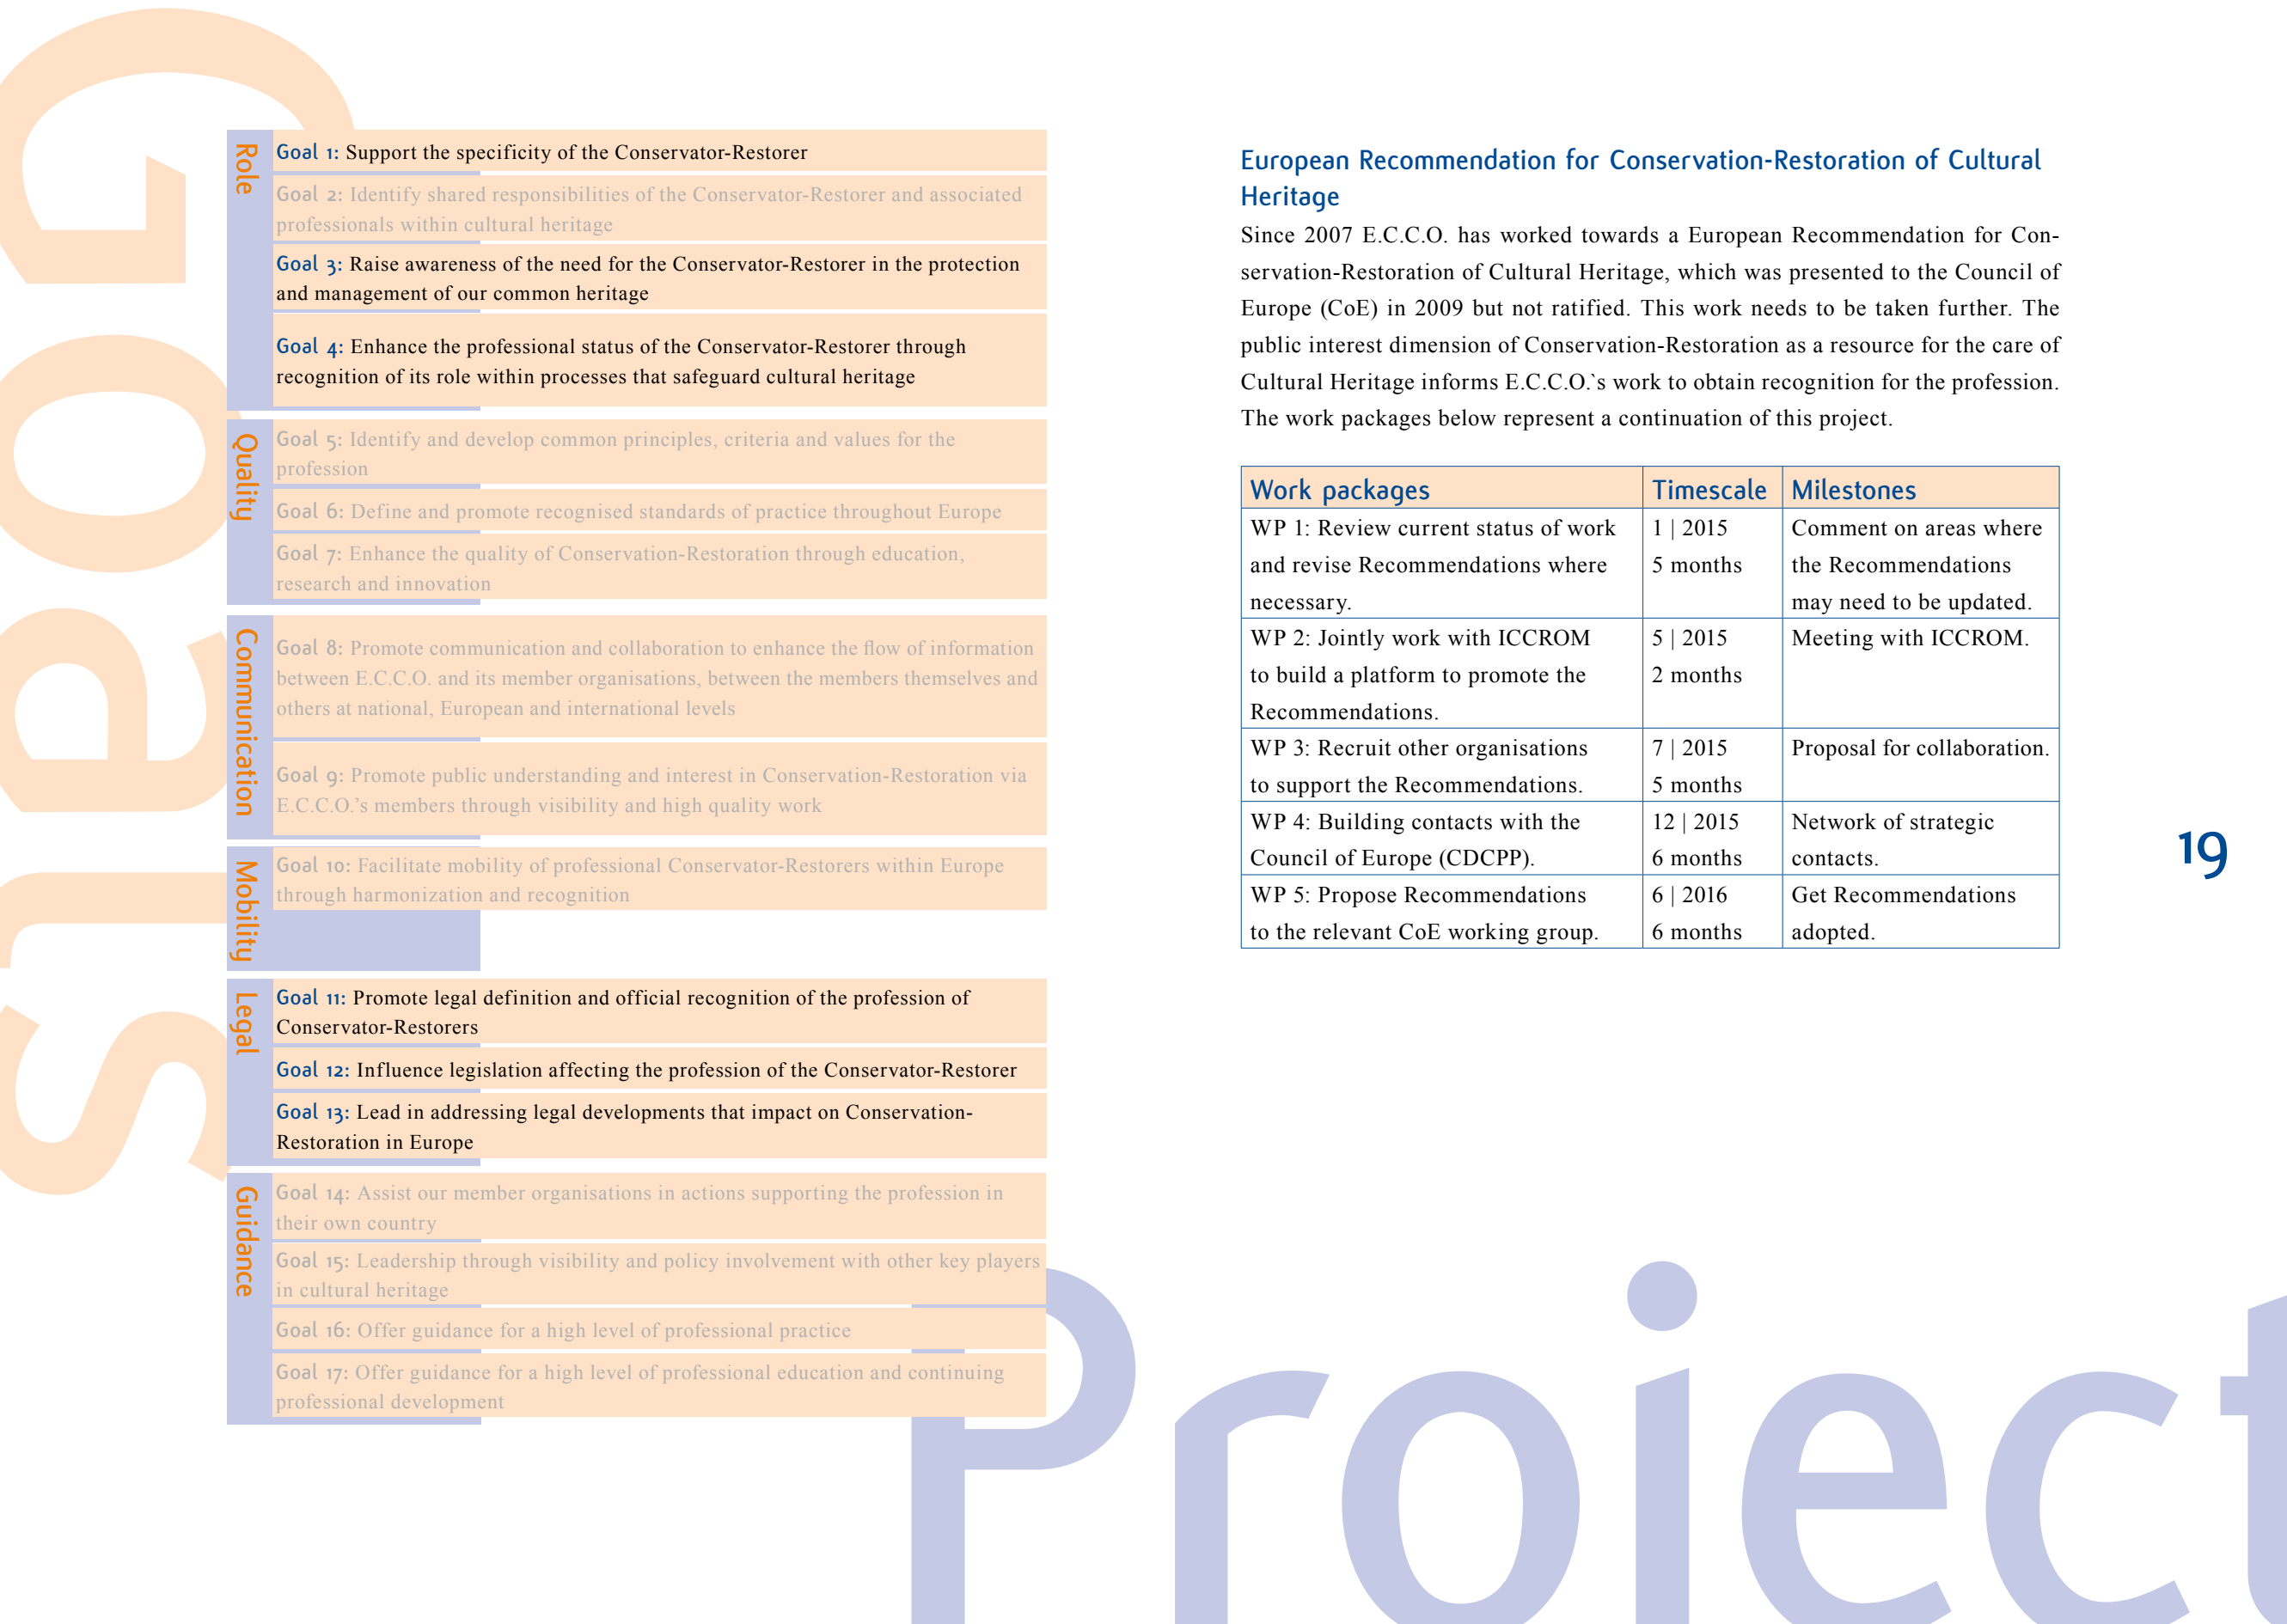 Goals
Role
Goal 1: Support the specificity of the Conservator-Restorer
Goal 2: Identify shared responsibilities of the Conservator-Restorer and associated
professionals within cultural heritage
Goal 3: Raise awareness of the need for the Conservator-Restorer in the protection
and management of our common heritage
Goal 4: Enhance the professional status of the Conservator-Restorer through
recognition of its role within processes that safeguard cultural heritage
Quality
Goal 5: Identify and develop common principles, criteria and values for the
profession
Goal 6: Define and promote recognised standards of practice throughout Europe
Goal 7: Enhance the quality of Conservation-Restoration through education,
research and innovation
Communication
Goal 8: Promote communication and collaboration to enhance the flow of information
between E.C.C.O. and its member organisations, between the members themselves and
others at national, European and international levels
Goal 9: Promote public understanding and interest in Conservation-Restoration via
E.C.C.O.’s members through visibility and high quality work
Mobility
Goal 10: Facilitate mobility of professional Conservator-Restorers within Europe
through harmonization and recognition
Legal
Goal 11: Promote legal definition and official recognition of the profession of
Conservator-Restorers
Goal 12: Influence legislation affecting the profession of the Conservator-Restorer
Goal 13: Lead in addressing legal developments that impact on Conservation-
Restoration in Europe
Guidance
Goal 14: Assist our member organisations in actions supporting the profession in
their own country
Goal 15: Leadership through visibility and policy involvement with other key players
in cultural heritage
Goal 16: Offer guidance for a high level of professional practice
Goal 17: Offer guidance for a high level of professional education and continuing
professional development
European Recommendation for Conservation-Restoration of Cultural
Heritage
Since 2007 E.C.C.O. has worked towards a European Recommendation for Con-
servation-Restoration of Cultural Heritage, which was presented to the Council of
Europe (CoE) in 2009 but not ratified. This work needs to be taken further. The
public interest dimension of Conservation-Restoration as a resource for the care of
Cultural Heritage informs E.C.C.O.`s work to obtain recognition for the profession.
The work packages below represent a continuation of this project.
Work packages Timescale Milestones
WP 1: Review current status of work 1 | 2015 Comment on areas where
and revise Recommendations where 5 months the Recommendations
necessary. may need to be updated.
WP 2: Jointly work with ICCROM 5 | 2015 Meeting with ICCROM.
to build a platform to promote the 2 months
Recommendations.
WP 3: Recruit other organisations 7 | 2015 Proposal for collaboration.
to support the Recommendations. 5 months
WP 4: Building contacts with the 12 | 2015 Network of strategic
Council of Europe (CDCPP). 6 months contacts.
WP 5: Propose Recommendations 6 | 2016 Get Recommendations
to the relevant CoE working group. 6 months adopted.
19
Project